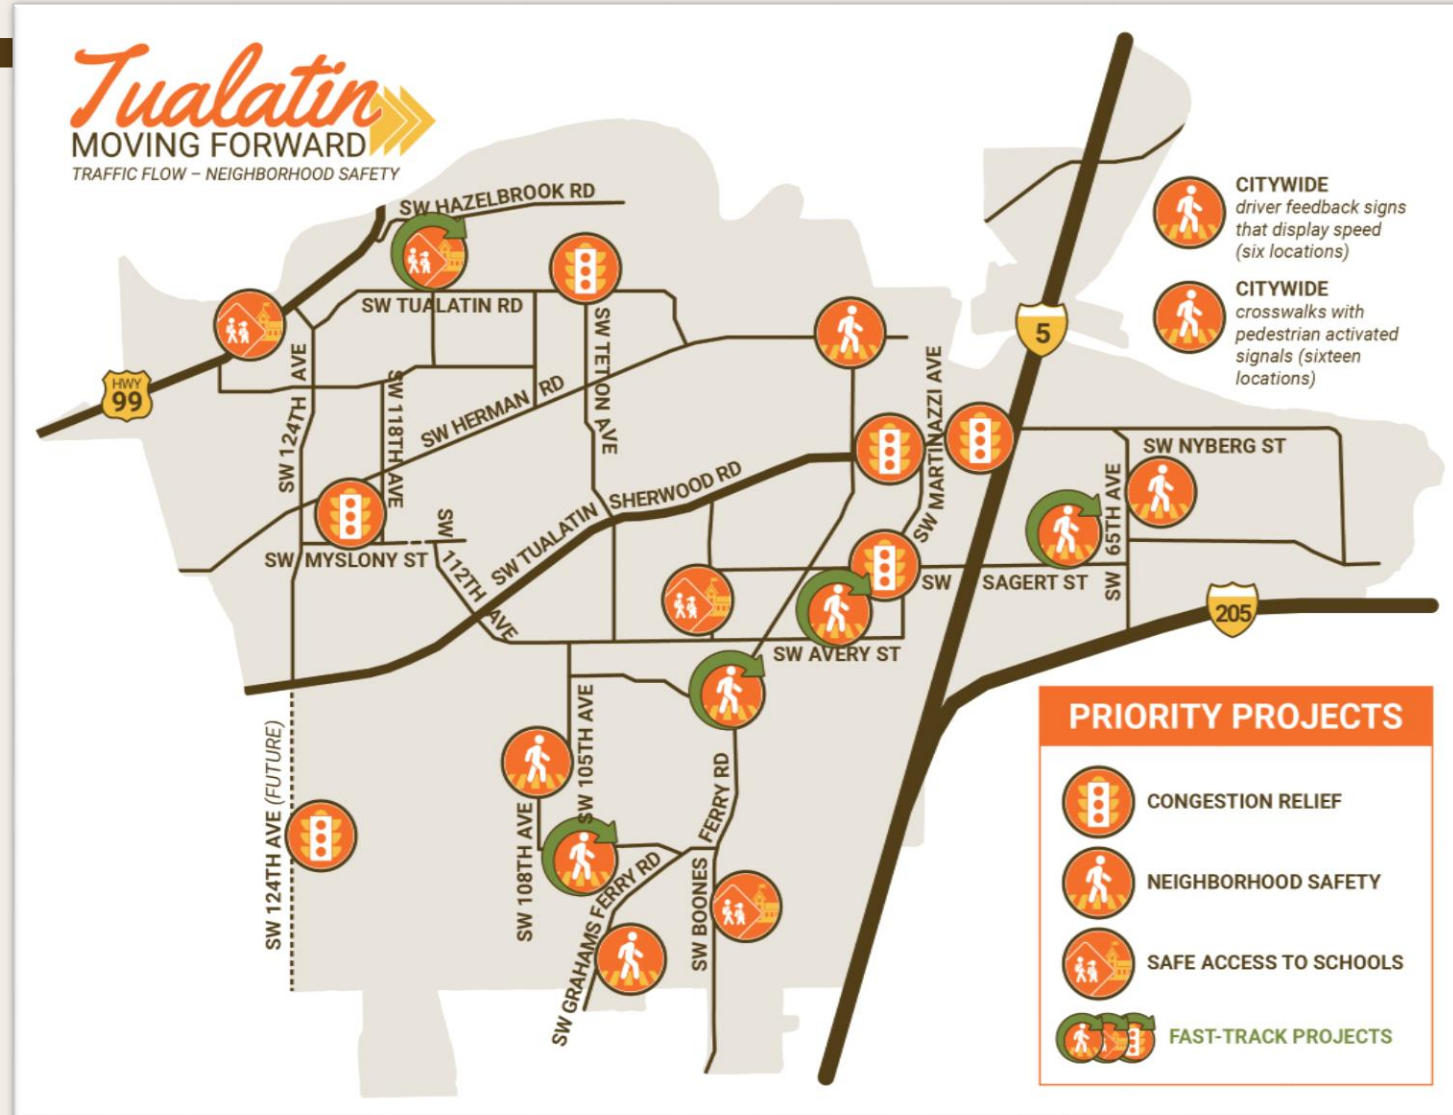 Tualatin
MOVING FORWARD
TRAFFIC FLOW – NEIGHBORHOOD SAFETY
SW HAZELBROOK RD
CITYWIDE
driver feedback signs
that display speed
(six locations)
CITYWIDE
crosswalks with
pedestrian activated
signals (sixteen
locations)
SW TUALATIN RD
5
HWY
99
SW 124TH AVE
SW 118TH AVE
SW HERMAN RD
SW TETON AVE
SW MARTINAZZI AVE
SW NYBERG ST
SW TUALATIN SHERWOOD RD
SW 65TH AVE
SW MYSLONY ST
SW 112TH AVE
SW SAGERT ST
205
SW AVERY ST
SW 124TH AVE (FUTURE)
SW 105TH AVE
SW 108TH AVE
SW BOONES FERRY RD
SW GRAHAMS FERRY RD
PRIORITY PROJECTS
CONGESTION RELIEF
NEIGHBORHOOD SAFETY
SAFE ACCESS TO SCHOOLS
FAST-TRACK PROJECTS